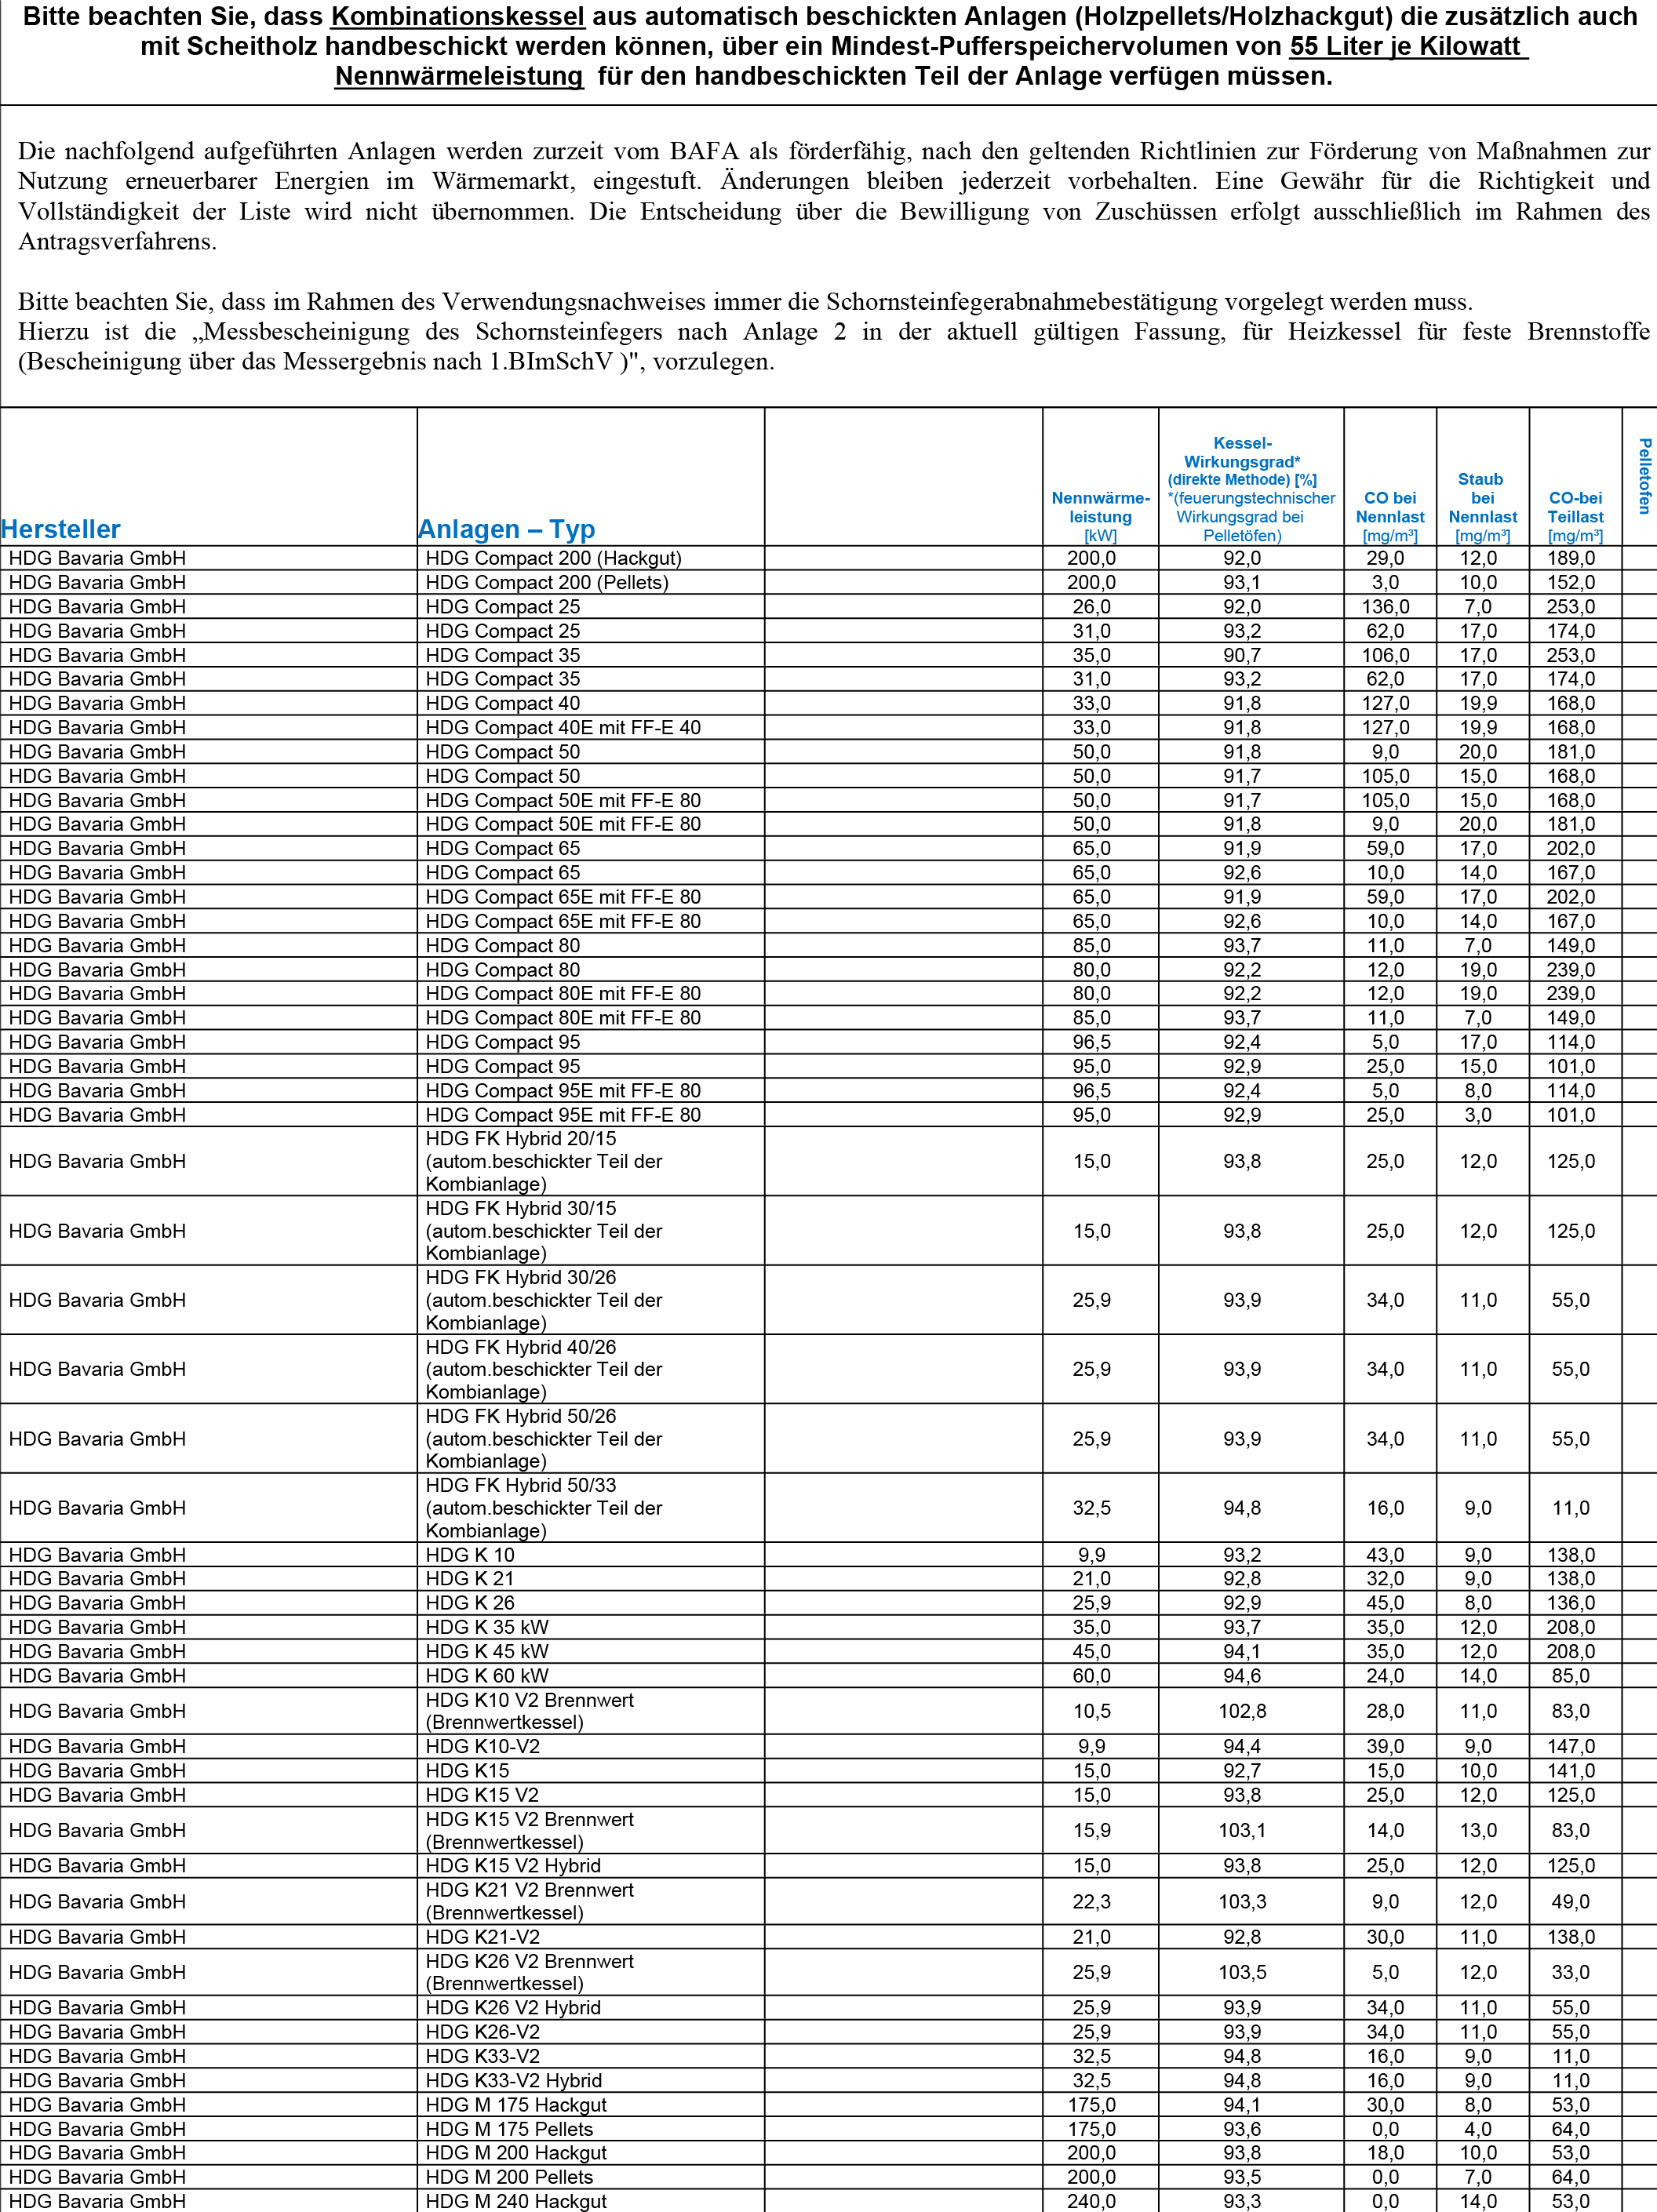 Bitte beachten Sie, dass Kombinationskessel aus automatisch beschickten Anlagen (Holzpellets/Holzhackgut) die zusätzlich auch
mit Scheitholz handbeschickt werden können, über ein Mindest-Pufferspeichervolumen von 55 Liter je Kilowatt
Nennwärmeleistung für den handbeschickten Teil der Anlage verfügen müssen.
Die nachfolgend aufgeführten Anlagen werden zurzeit vom BAFA als förderfähig, nach den geltenden Richtlinien zur Förderung von Maßnahmen zur
Nutzung erneuerbarer Energien im Wärmemarkt, eingestuft. Änderungen bleiben jederzeit vorbehalten. Eine Gewähr für die Richtigkeit und
Vollständigkeit der Liste wird nicht übernommen. Die Entscheidung über die Bewilligung von Zuschüssen erfolgt ausschließlich im Rahmen des
Antragsverfahrens.
Bitte beachten Sie, dass im Rahmen des Verwendungsnachweises immer die Schornsteinfegerabnahmebestätigung vorgelegt werden muss.
Hierzu ist die „Messbescheinigung des Schornsteinfegers nach Anlage 2 in der aktuell gültigen Fassung, für Heizkessel für feste Brennstoffe
(Bescheinigung über das Messergebnis nach 1.BImSchV )", vorzulegen.
Hersteller
Anlagen – Typ
Nennwärme-
leistung
[kW]
Kessel-
Wirkungsgrad*
(direkte Methode) [%]
*(feuerungstechnischer
Wirkungsgrad bei
Pelletöfen)
CO bei
Nennlast
[mg/m³]
Staub
bei
Nennlast
[mg/m³]
CO-bei
Teillast
[mg/m³]
Pelletofen
HDG Bavaria GmbH HDG Compact 200 (Hackgut) 200,0 92,0 29,0 12,0 189,0
HDG Bavaria GmbH HDG Compact 200 (Pellets) 200,0 93,1 3,0 10,0 152,0
HDG Bavaria GmbH HDG Compact 25 26,0 92,0 136,0 7,0 253,0
HDG Bavaria GmbH HDG Compact 25 31,0 93,2 62,0 17,0 174,0
HDG Bavaria GmbH HDG Compact 35 35,0 90,7 106,0 17,0 253,0
HDG Bavaria GmbH HDG Compact 35 31,0 93,2 62,0 17,0 174,0
HDG Bavaria GmbH HDG Compact 40 33,0 91,8 127,0 19,9 168,0
HDG Bavaria GmbH HDG Compact 40E mit FF-E 40 33,0 91,8 127,0 19,9 168,0
HDG Bavaria GmbH HDG Compact 50 50,0 91,8 9,0 20,0 181,0
HDG Bavaria GmbH HDG Compact 50 50,0 91,7 105,0 15,0 168,0
HDG Bavaria GmbH HDG Compact 50E mit FF-E 80 50,0 91,7 105,0 15,0 168,0
HDG Bavaria GmbH HDG Compact 50E mit FF-E 80 50,0 91,8 9,0 20,0 181,0
HDG Bavaria GmbH HDG Compact 65 65,0 91,9 59,0 17,0 202,0
HDG Bavaria GmbH HDG Compact 65 65,0 92,6 10,0 14,0 167,0
HDG Bavaria GmbH HDG Compact 65E mit FF-E 80 65,0 91,9 59,0 17,0 202,0
HDG Bavaria GmbH HDG Compact 65E mit FF-E 80 65,0 92,6 10,0 14,0 167,0
HDG Bavaria GmbH HDG Compact 80 85,0 93,7 11,0 7,0 149,0
HDG Bavaria GmbH HDG Compact 80 80,0 92,2 12,0 19,0 239,0
HDG Bavaria GmbH HDG Compact 80E mit FF-E 80 80,0 92,2 12,0 19,0 239,0
HDG Bavaria GmbH HDG Compact 80E mit FF-E 80 85,0 93,7 11,0 7,0 149,0
HDG Bavaria GmbH HDG Compact 95 96,5 92,4 5,0 17,0 114,0
HDG Bavaria GmbH HDG Compact 95 95,0 92,9 25,0 15,0 101,0
HDG Bavaria GmbH HDG Compact 95E mit FF-E 80 96,5 92,4 5,0 8,0 114,0
HDG Bavaria GmbH HDG Compact 95E mit FF-E 80 95,0 92,9 25,0 3,0 101,0
HDG FK Hybrid 20/15
HDG Bavaria GmbH (autom.beschickter Teil der 15,0 93,8 25,0 12,0 125,0
Kombianlage)
HDG FK Hybrid 30/15
HDG Bavaria GmbH (autom.beschickter Teil der 15,0 93,8 25,0 12,0 125,0
Kombianlage)
HDG FK Hybrid 30/26
HDG Bavaria GmbH (autom.beschickter Teil der 25,9 93,9 34,0 11,0 55,0
Kombianlage)
HDG FK Hybrid 40/26
HDG Bavaria GmbH (autom.beschickter Teil der 25,9 93,9 34,0 11,0 55,0
Kombianlage)
HDG FK Hybrid 50/26
HDG Bavaria GmbH (autom.beschickter Teil der 25,9 93,9 34,0 11,0 55,0
Kombianlage)
HDG FK Hybrid 50/33
HDG Bavaria GmbH (autom.beschickter Teil der 32,5 94,8 16,0 9,0 11,0
Kombianlage)
HDG Bavaria GmbH HDG K 10 9,9 93,2 43,0 9,0 138,0
HDG Bavaria GmbH HDG K 21 21,0 92,8 32,0 9,0 138,0
HDG Bavaria GmbH HDG K 26 25,9 92,9 45,0 8,0 136,0
HDG Bavaria GmbH HDG K 35 kW 35,0 93,7 35,0 12,0 208,0
HDG Bavaria GmbH HDG K 45 kW 45,0 94,1 35,0 12,0 208,0
HDG Bavaria GmbH HDG K 60 kW 60,0 94,6 24,0 14,0 85,0
HDG Bavaria GmbH HDG K10 V2 Brennwert 10,5 102,8 28,0 11,0 83,0
(Brennwertkessel)
HDG Bavaria GmbH HDG K10-V2 9,9 94,4 39,0 9,0 147,0
HDG Bavaria GmbH HDG K15 15,0 92,7 15,0 10,0 141,0
HDG Bavaria GmbH HDG K15 V2 15,0 93,8 25,0 12,0 125,0
HDG Bavaria GmbH HDG K15 V2 Brennwert 15,9 103,1 14,0 13,0 83,0
(Brennwertkessel)
HDG Bavaria GmbH HDG K15 V2 Hybrid 15,0 93,8 25,0 12,0 125,0
HDG Bavaria GmbH HDG K21 V2 Brennwert 22,3 103,3 9,0 12,0 49,0
(Brennwertkessel)
HDG Bavaria GmbH HDG K21-V2 21,0 92,8 30,0 11,0 138,0
HDG Bavaria GmbH HDG K26 V2 Brennwert 25,9 103,5 5,0 12,0 33,0
(Brennwertkessel)
HDG Bavaria GmbH HDG K26 V2 Hybrid 25,9 93,9 34,0 11,0 55,0
HDG Bavaria GmbH HDG K26-V2 25,9 93,9 34,0 11,0 55,0
HDG Bavaria GmbH HDG K33-V2 32,5 94,8 16,0 9,0 11,0
HDG Bavaria GmbH HDG K33-V2 Hybrid 32,5 94,8 16,0 9,0 11,0
HDG Bavaria GmbH HDG M 175 Hackgut 175,0 94,1 30,0 8,0 53,0
HDG Bavaria GmbH HDG M 175 Pellets 175,0 93,6 0,0 4,0 64,0
HDG Bavaria GmbH HDG M 200 Hackgut 200,0 93,8 18,0 10,0 53,0
HDG Bavaria GmbH HDG M 200 Pellets 200,0 93,5 0,0 7,0 64,0
HDG Bavaria GmbH HDG M 240 Hackgut 240,0 93,3 0,0 14,0 53,0